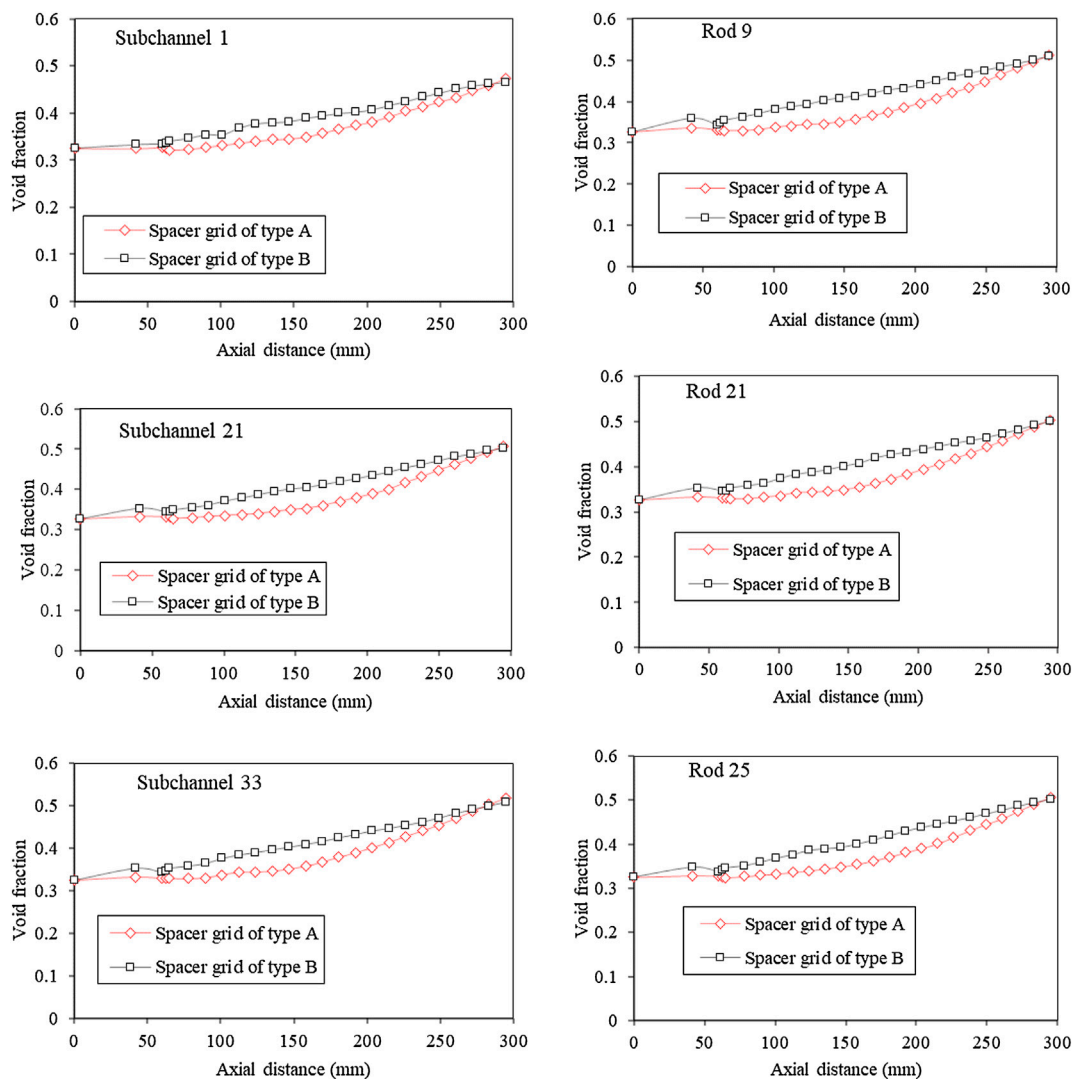 Subchannel 1
Void fraction
0.6
0.5
0.4
0.3
0.2
0.1
0
Spacer grid of type A
Spacer grid of type B
0 50 100 150 200 250 300
Axial distance (mm)
Rod 9
Void fraction
0.6
0.5
0.4
0.3
0.2
0.1
0
Spacer grid of type A
Spacer grid of type B
0 50 100 150 200 250 300
Axial distance (mm)
Subchannel 21
Void fraction
0.6
0.5
0.4
0.3
0.2
0.1
0
Spacer grid of type A
Spacer grid of type B
0 50 100 150 200 250 300
Axial distance (mm)
Rod 21
Void fraction
0.6
0.5
0.4
0.3
0.2
0.1
0
Spacer grid of type A
Spacer grid of type B
0 50 100 150 200 250 300
Axial distance (mm)
Subchannel 33
Void fraction
0.6
0.5
0.4
0.3
0.2
0.1
0
Spacer grid of type A
Spacer grid of type B
0 50 100 150 200 250 300
Axial distance (mm)
Rod 25
Void fraction
0.6
0.5
0.4
0.3
0.2
0.1
0
Spacer grid of type A
Spacer grid of type B
0 50 100 150 200 250 300
Axial distance (mm)